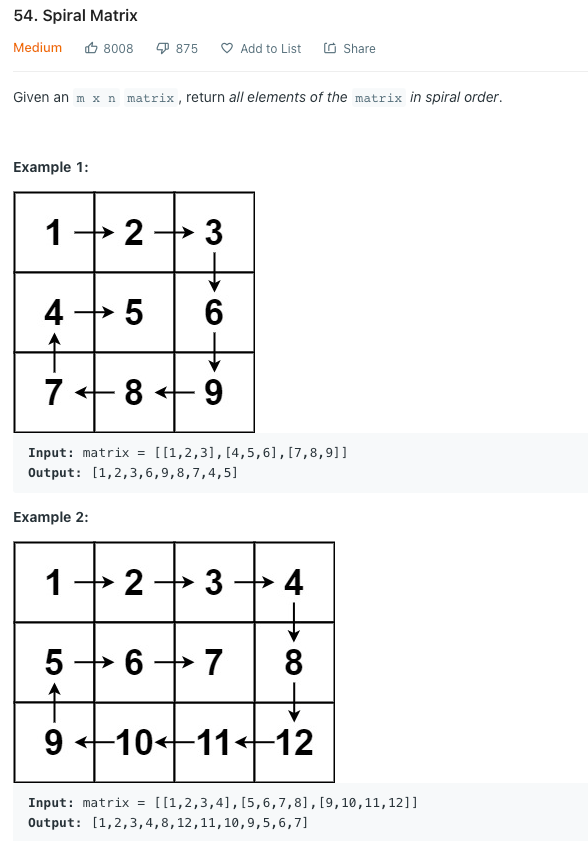 54. Spiral Matrix
Medium 8008 875 Add to List Share
Given an m x n matrix , return all elements of the matrix in spiral order.
Example 1:
1 2 3
4 5 6
7 8 9
Input: matrix = [[1,2,3],[4,5,6],[7,8,9]]
Output: [1,2,3,6,9,8,7,4,5]
Example 2:
1 2 3 4
5 6 7 8
9 10 11 12
Input: matrix = [[1,2,3,4],[5,6,7,8],[9,10,11,12]]
Output: [1,2,3,4,8,12,11,10,9,5,6,7]